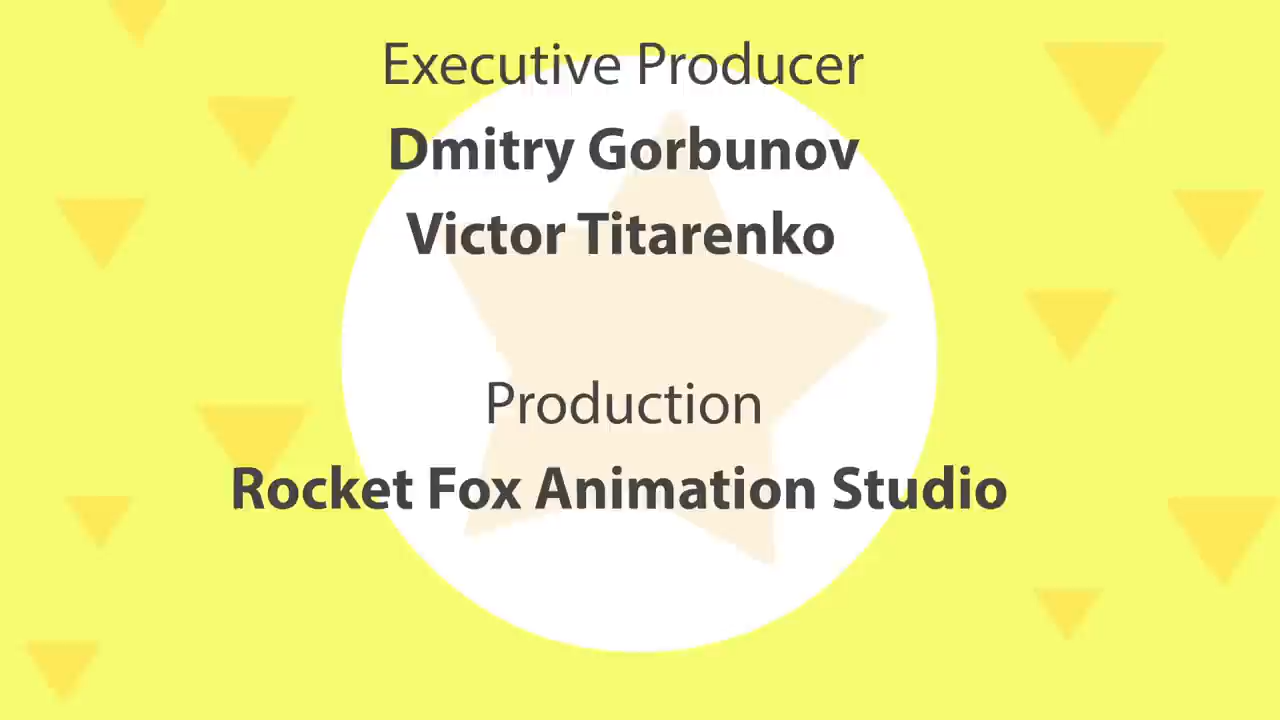 Executive Producer
Dmitry Gorbunov
Victor Titarenko
Production
Rocket Fox Animation Studio